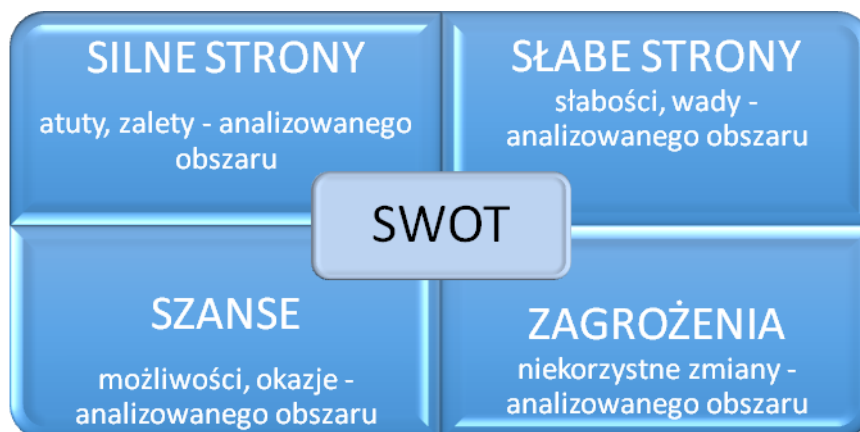 SILNE STRONY
atuty, zalety - analizowanego
obszaru
SŁABE STRONY
słabości, wady -
analizowanego obszaru
SWOT
SZANSE
możliwości, okazje -
analizowanego obszaru
ZAGROŻENIA
niekorzystne zmiany -
analizowanego obszaru